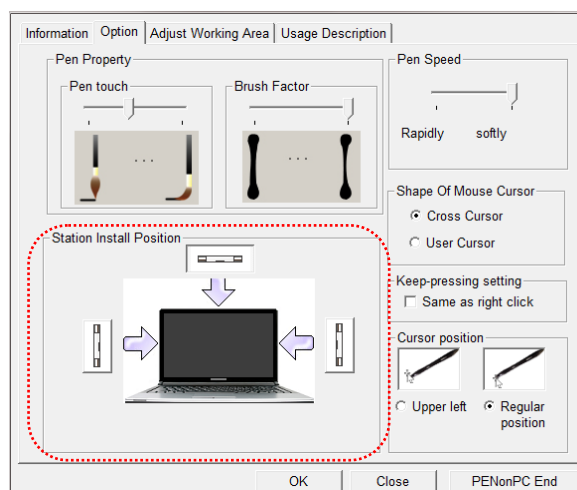 Information
Option
Adjust Working Area
Usage Description
Pen Property
Pen touch
Brush Factor
Pen Speed
Rapidly
softly
Shape Of Mouse Cursor
Cross Cursor
User Cursor
Station Install Position
Keep-pressing setting
Same as right click
Cursor position
Upper left
Regular
position
OK
Close
PENonPC End